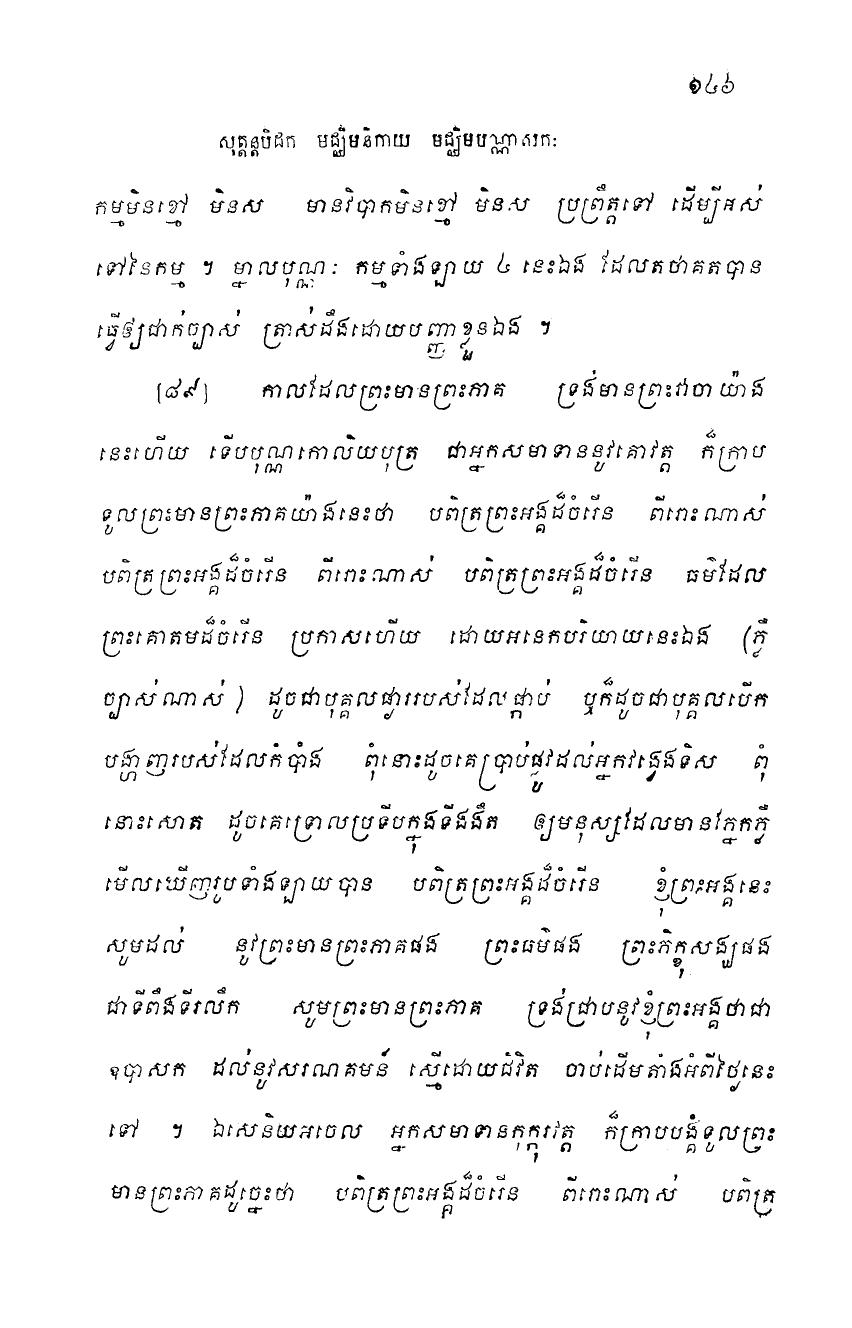 ១៤៦
សុត្តន្តបិដក មជ្ឈិមនិកាយ មជ្ឈិមបណ្ណាសកៈ
កម្មមិនខ្មៅ មិនស មានវិបាកមិនខ្មៅ មិនស ប្រព្រឹត្តទៅ ដើម្បីអស់
ទៅនៃកម្ម ។ ម្នាលបុណ្ណៈ កម្មទាំងឡាយ ៤ នេះឯង ដែលតថាគតបាន
ធ្វើឲ្យជាក់ច្បាស់ ត្រាស់ដឹងដោយបញ្ញាខ្លួនឯង ។
[៨៩] កាលដែលព្រះមានព្រះភាគ ទ្រង់មានព្រះវាចាយ៉ាង
នេះហើយ ទើបបុណ្ណកោលិយបុត្រ ជាអ្នកសមាទាននូវគោវត្ត ក៏ក្រាប
ទូលព្រះមានព្រះភាគយ៉ាងនេះថា បពិត្រព្រះអង្គដ៏ចំរើន ពីរោះណាស់
បពិត្រព្រះអង្គដ៏ចំរើន ពីរោះណាស់ បពិត្រព្រះអង្គដ៏ចំរើន ធម៌ដែល
ព្រះគោតមដ៏ចំរើន ប្រកាសហើយ ដោយអនេកបរិយាយនេះឯង (ភ្លឺ
ច្បាស់ណាស់) ដូចជាបុគ្គលផ្ងាររបស់ដែលផ្កាប់ ឬក៏ដូចជាបុគ្គលបើក
បង្ហាញរបស់ដែលកំបាំង ពុំនោះដូចគេប្រាប់ផ្លូវដល់អ្នកវង្វេងទិស ពុំ
នោះសោត ដូចគេទ្រោលប្រទីបក្នុងទីងងឹត ឲ្យមនុស្សដែលមានភ្នែកភ្លឺ
មើលឃើញរូបទាំងឡាយបាន បពិត្រព្រះអង្គដ៏ចំរើន ខ្ញុំព្រះអង្គនេះ
សូមដល់ នូវព្រះមានព្រះភាគផង ព្រះធម៌ផង ព្រះភិក្ខុសង្ឃផង
ជាទីពឹងទីរលឹក សូមព្រះមានព្រះភាគ ទ្រង់ជ្រាបនូវខ្ញុំព្រះអង្គថាជា
ឧបាសក ដល់នូវសរណគមន៍ ស្មើដោយជីវិត ចាប់ដើមតាំងអំពីថ្ងៃនេះ
ទៅ ។ ឯសេនិយអចេល អ្នកសមាទានកុក្កុរវត្ត ក៏ក្រាបបង្គំទូលព្រះ
មានព្រះភាគដូច្នេះថា បពិត្រព្រះអង្គដ៏ចំរើន ពីរោះណាស់ បពិត្រ